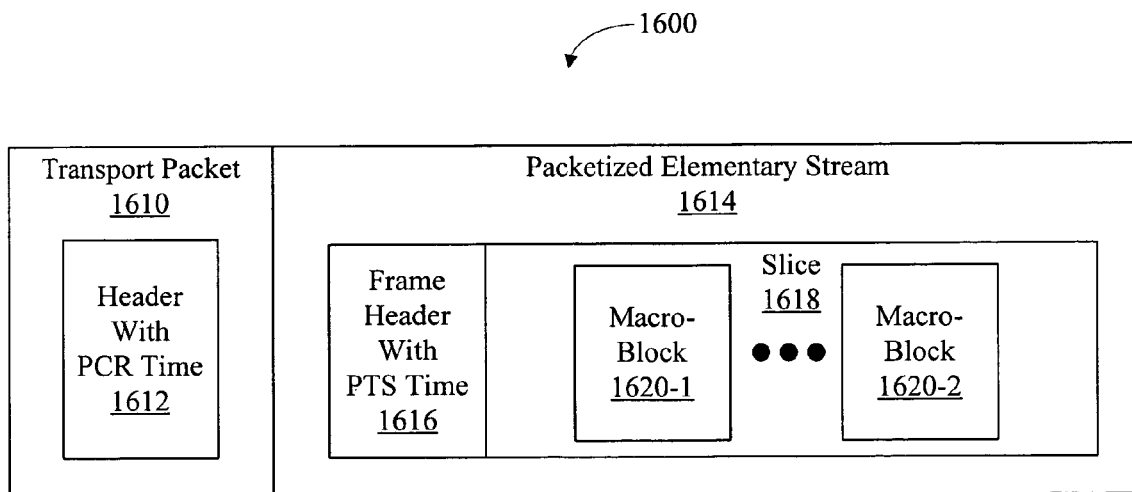 1600
Transport Packet
1610
Packetized Elementary Stream
1614
Header
With
PCR Time
1612
Frame
Header
With
PTS Time
1616
Slice
1618
Macro-
Block
1620-1
Macro-
Block
1620-2